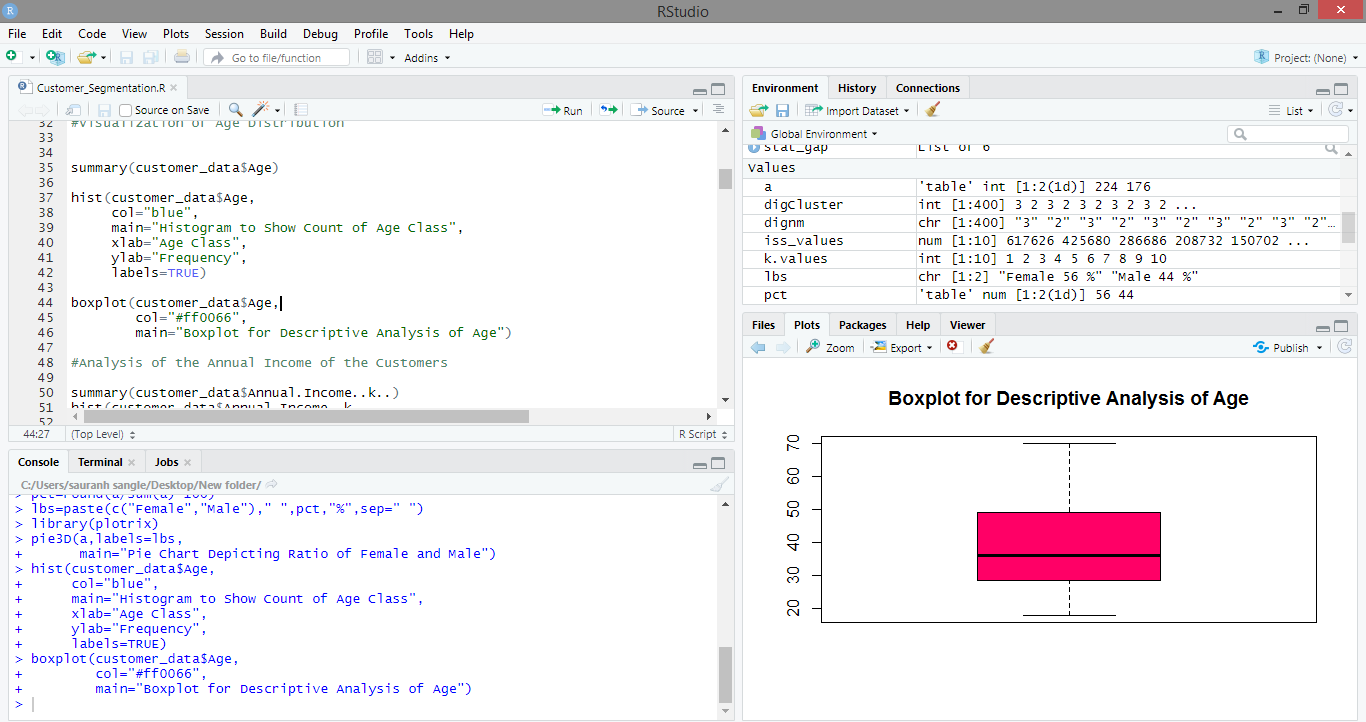 RStudio
File Edit Code View Plots Session Build Debug Profile Tools Help
Go to file/function
Addins
Project: (None)
Customer_Segmentation.R
Source on Save
Run
Source
32 #Visualization of Age Distribution
33
34
35 summary(customer_data$Age)
36
37 hist(customer_data$Age,
38 col="blue",
39 main="Histogram to Show Count of Age Class",
40 xlab="Age Class",
41 ylab="Frequency",
42 labels=TRUE)
43
44 boxplot(customer_data$Age,
45 col="#ff0066",
46 main="Boxplot for Descriptive Analysis of Age")
47
48 #Analysis of the Annual Income of the Customers
49
50 summary(customer_data$Annual.Income..k..)
51 hist(customer_data$Annual.Income..k..
52
44:27 (Top Level) R Script
Console Terminal Jobs
C:/Users/sauranh sangle/Desktop/New folder/
> pct=round(a/sum(a)*100)
> lbs=paste(c("Female","Male")," ",pct,"%",sep=" ")
> library(plotrix)
> pie3D(a,labels=lbs,
+ main="Pie Chart Depicting Ratio of Female and Male")
> hist(customer_data$Age,
+ col="blue",
+ main="Histogram to Show Count of Age Class",
+ xlab="Age Class",
+ ylab="Frequency",
+ labels=TRUE)
> boxplot(customer_data$Age,
+ col="#ff0066",
+ main="Boxplot for Descriptive Analysis of Age")
>
Environment History Connections
Import Dataset
List
Global Environment
stat_gap List of 6
Values
a 'table' int [1:2(1d)] 224 176
digCluster int [1:400] 3 2 3 2 3 2 3 2 3 2 ...
dignm chr [1:400] "3" "2" "3" "2" "3" "2" "3" "2" "3" "2"…
iss_values num [1:10] 617626 425680 286686 208732 150702 ...
k.values int [1:10] 1 2 3 4 5 6 7 8 9 10
lbs chr [1:2] "Female 56 %" "Male 44 %"
pct 'table' num [1:2(1d)] 56 44
Files Plots Packages Help Viewer
Zoom
Export
Publish
Boxplot for Descriptive Analysis of Age
70
60
50
40
30
20